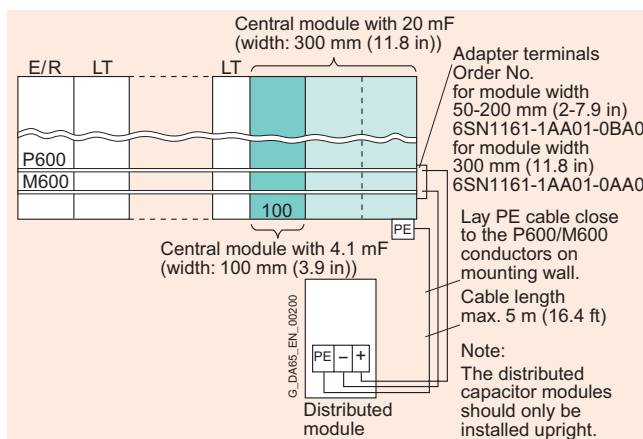 Central module with 20 mF
(width: 300 mm (11.8 in))
E/R
LT
LT
Adapter terminals
Order No.
for module width
50-200 mm (2-7.9 in)
6SN1161-1AA01-0BA0
for module width
300 mm (11.8 in)
6SN1161-1AA01-0AA0
P600
M600
100
PE
Central module with 4.1 mF
(width: 100 mm (3.9 in))
Lay PE cable close
to the P600/M600
conductors on
mounting wall.
Cable length
max. 5 m (16.4 ft)
G_DA65_EN_00200
PE – +
Distributed
module
Note:
The distributed
capacitor modules
should only be
installed upright.